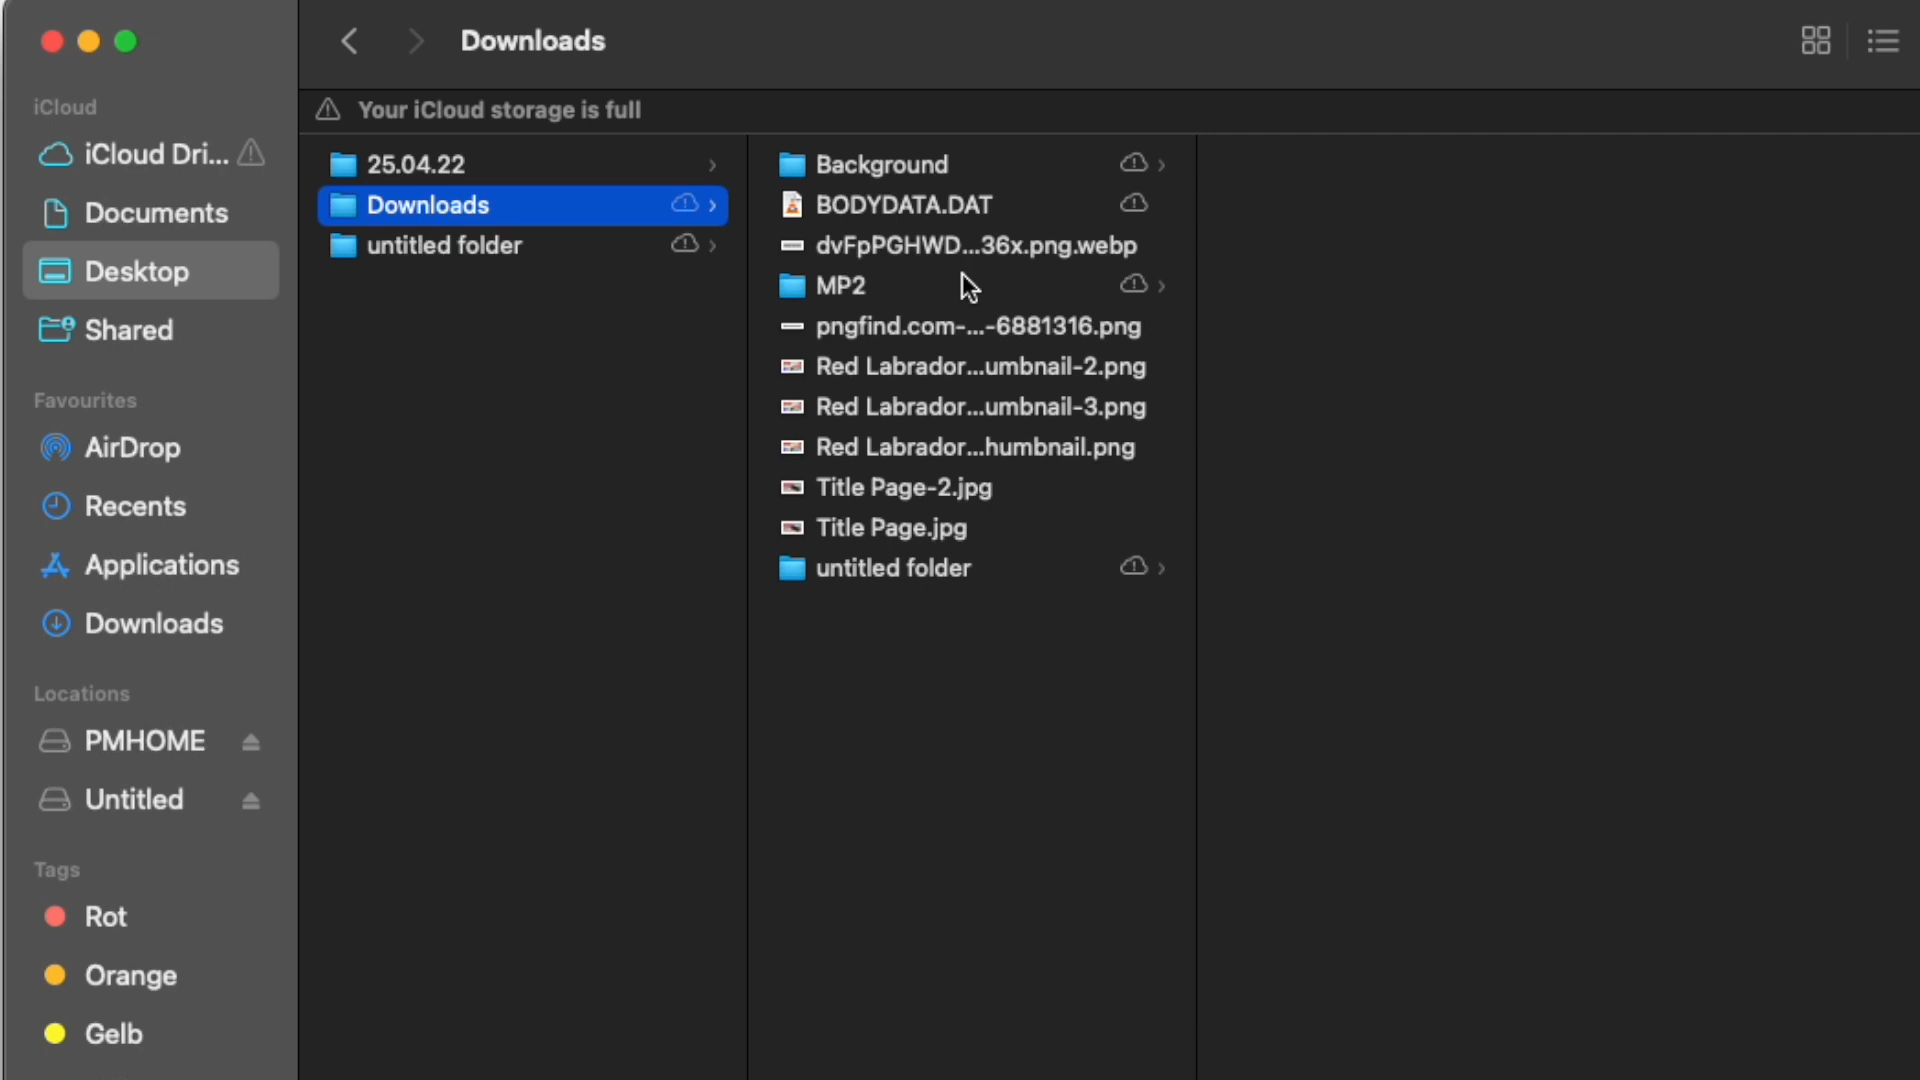 Downloads
Your iCloud storage is full
iCloud
iCloud Dri...
Documents
Desktop
Shared
Favourites
AirDrop
Recents
Applications
Downloads
Locations
PMHOME
Untitled
Tags
Rot
Orange
Gelb
25.04.22
Downloads
untitled folder
Background
BODYDATA.DAT
dvFpPGHWD...36x.png.webp
MP2
pngfind.com-...-6881316.png
Red Labrador...umbnail-2.png
Red Labrador...umbnail-3.png
Red Labrador...humbnail.png
Title Page-2.jpg
Title Page.jpg
untitled folder